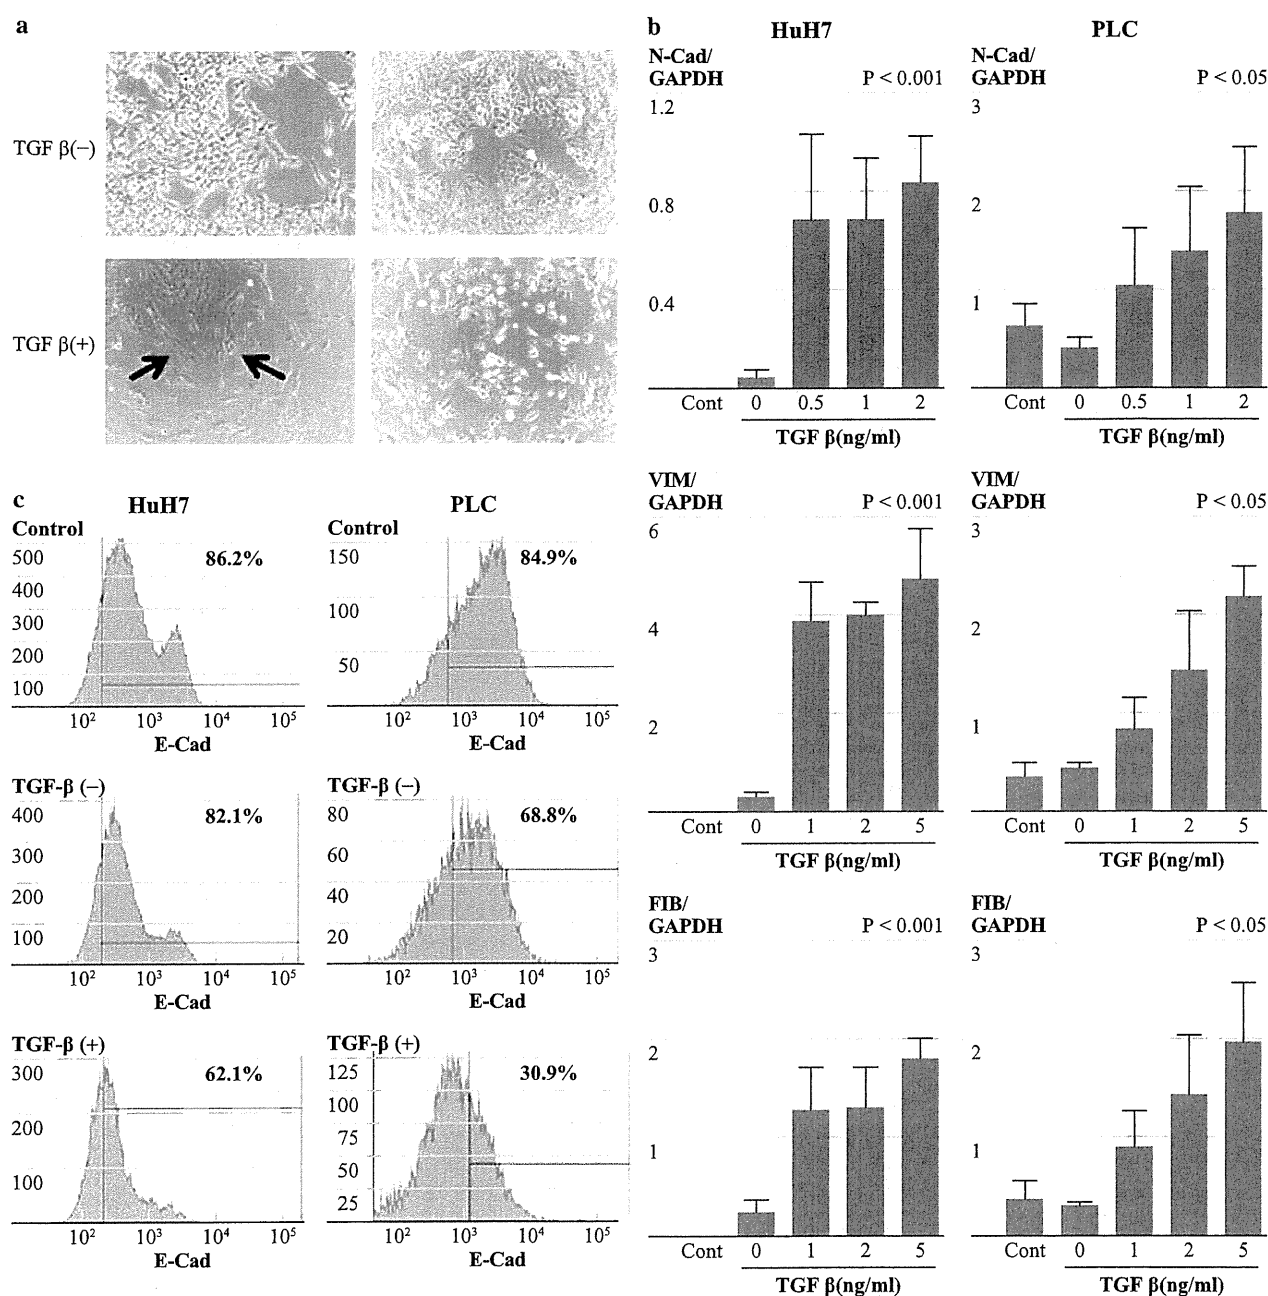 a
TGF β(−)
TGF β(+)
b
HuH7
PLC
N-Cad/
GAPDH
P < 0.001
1.2
0.8
0.4
Cont 0 0.5 1 2
TGF β(ng/ml)
N-Cad/
GAPDH
P < 0.05
3
2
1
Cont 0 0.5 1 2
TGF β(ng/ml)
VIM/
GAPDH
P < 0.001
6
4
2
Cont 0 1 2 5
TGF β(ng/ml)
VIM/
GAPDH
P < 0.05
3
2
1
Cont 0 1 2 5
TGF β(ng/ml)
FIB/
GAPDH
P < 0.001
3
2
1
Cont 0 1 2 5
TGF β(ng/ml)
FIB/
GAPDH
P < 0.05
3
2
1
Cont 0 1 2 5
TGF β(ng/ml)
c
HuH7
PLC
Control
86.2%
500
400
300
200
100
10² 10³ 10⁴ 10⁵
E-Cad
Control
84.9%
150
100
50
10² 10³ 10⁴ 10⁵
E-Cad
TGF-β (−)
82.1%
400
300
200
100
10² 10³ 10⁴ 10⁵
E-Cad
TGF-β (−)
68.8%
80
60
40
20
10² 10³ 10⁴ 10⁵
E-Cad
TGF-β (+)
62.1%
300
200
100
10² 10³ 10⁴ 10⁵
E-Cad
TGF-β (+)
30.9%
125
100
75
50
25
10² 10³ 10⁴ 10⁵
E-Cad